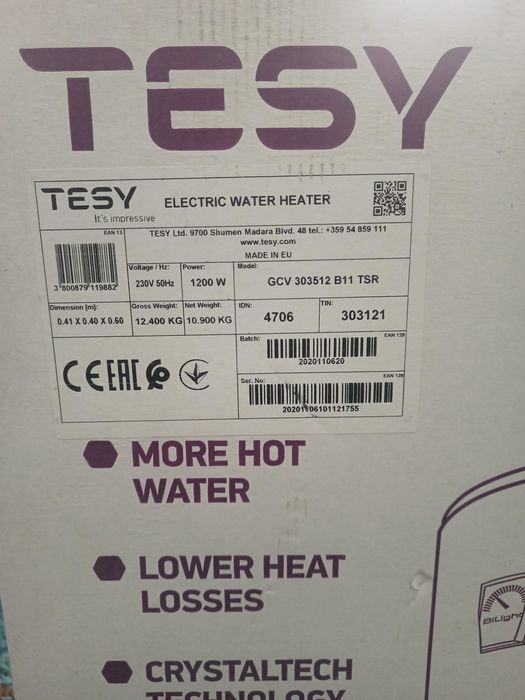 TESY
TESY
It's impressive
ELECTRIC WATER HEATER
EAN 13
TESY Ltd. 9700 Shumen Madara Blvd. 48 tel.: +359 54 859 111
www.tesy.com
MADE IN EU
3 800879 119882
Voltage / Hz:
230V 50Hz
Power:
1200 W
Model:
GCV 303512 B11 TSR
Dimension [m]:
0.41 X 0.40 X 0.60
Gross Weight:
12.400 KG
Net Weight:
10.900 KG
IDN:
4706
TIN:
303121
Batch:
EAN 128
2020110620
CE EAC
Ser. No:
EAN 128
20201106101121755
MORE HOT
WATER
LOWER HEAT
LOSSES
BiLight
CRYSTALTECH
TECHNOLOGY